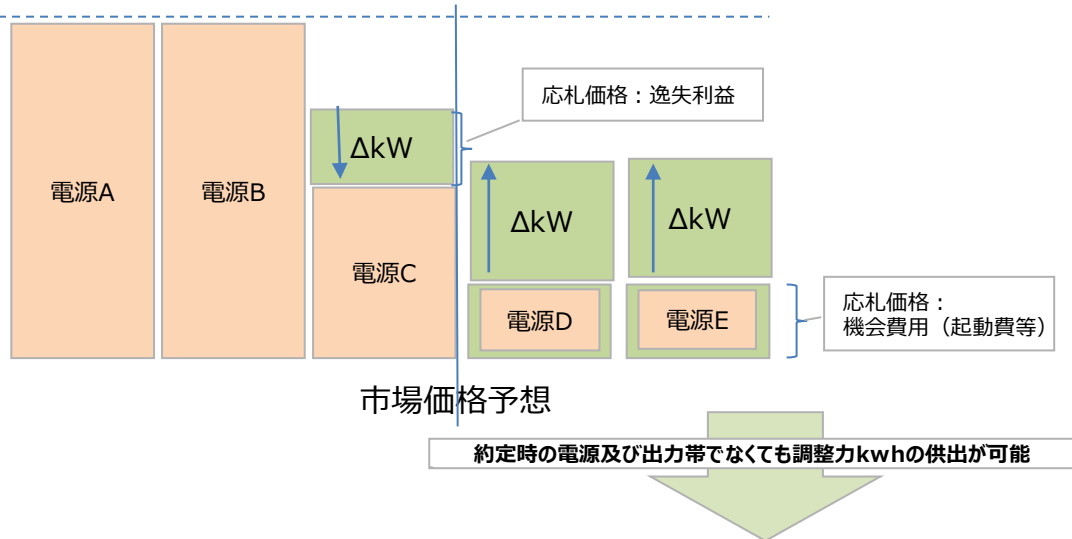 応札価格：逸失利益
ΔkW
電源A
電源B
ΔkW
ΔkW
電源C
電源D
電源E
応札価格：
機会費用（起動費等）
市場価格予想
約定時の電源及び出力帯でなくても調整力kwhの供出が可能